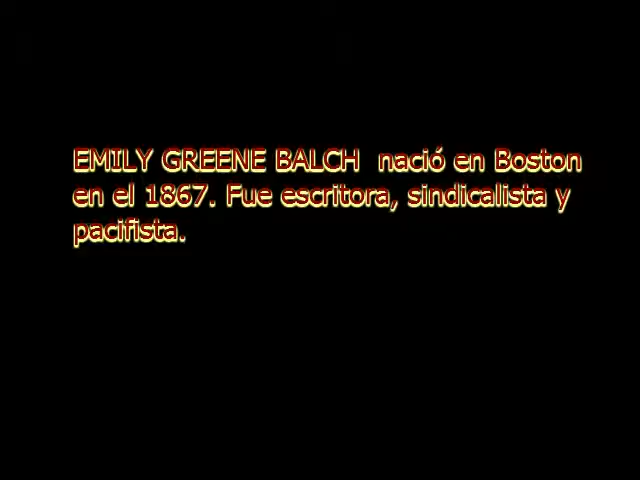 EMILY GREENE BALCH  nació en Boston
en el 1867. Fue escritora, sindicalista y
pacifista.